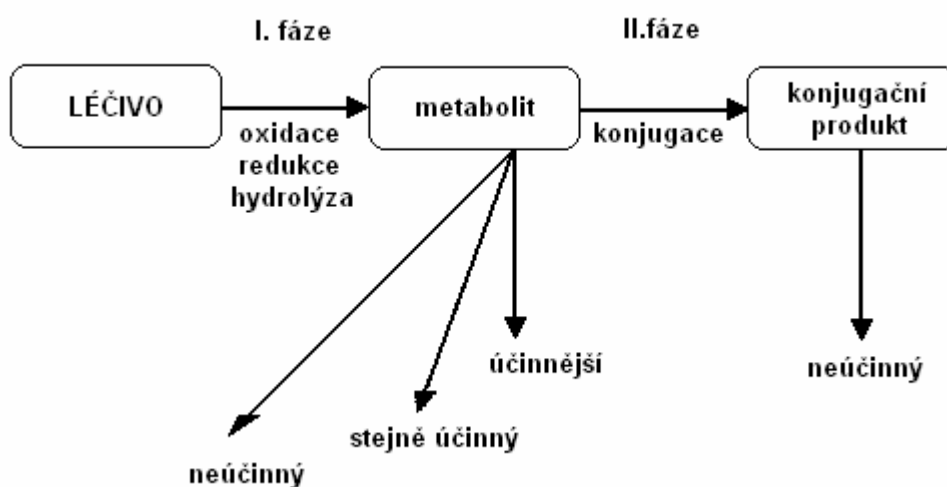 I. fáze
II.fáze
LÉČIVO
metabolit
konjugační
produkt
oxidace
redukce
hydrolýza
konjugace
účinnější
neúčinný
stejně účinný
neúčinný